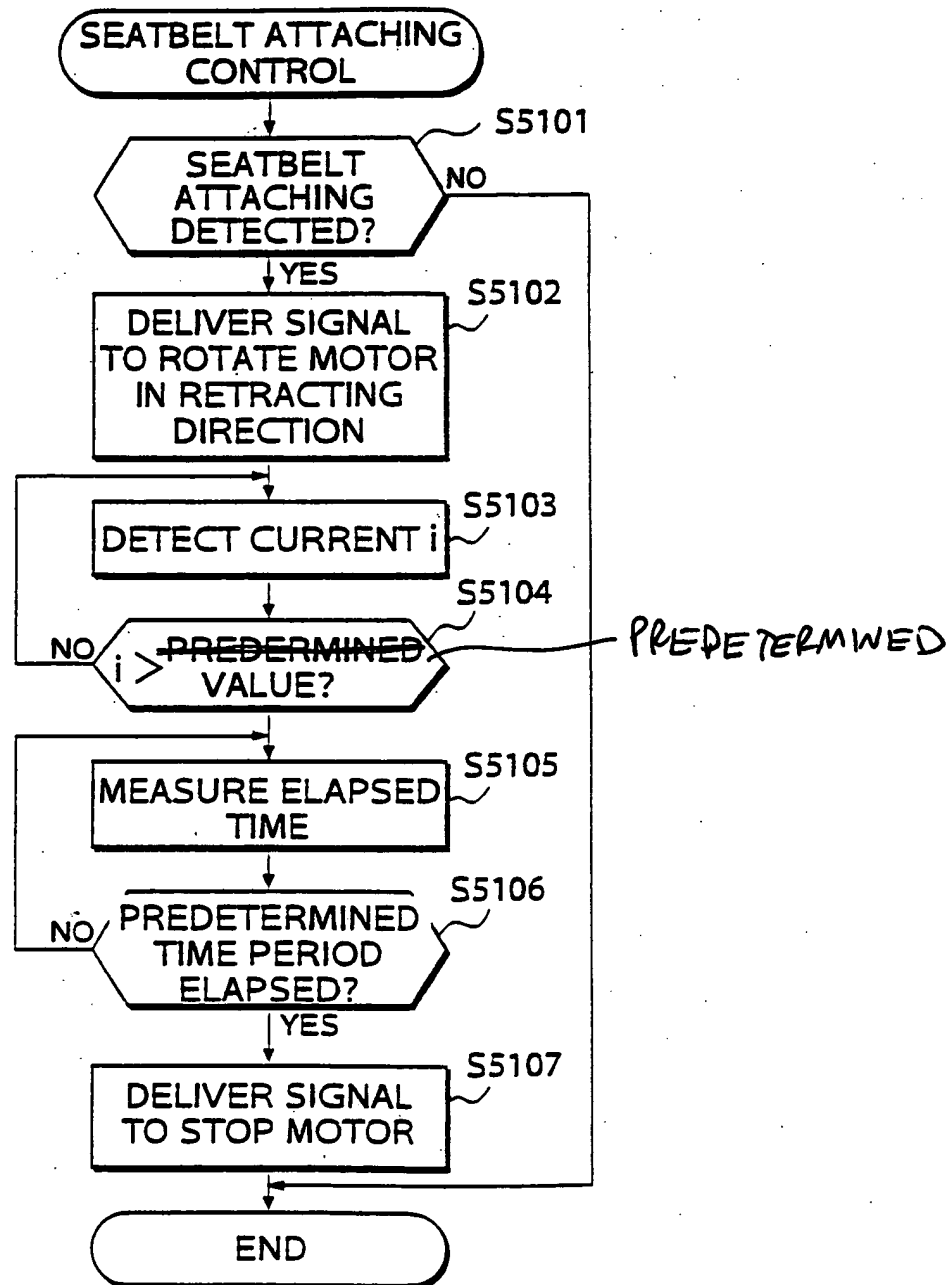 SEATBELT ATTACHING
CONTROL
S5101
SEATBELT
ATTACHING
DETECTED?
NO
YES
S5102
DELIVER SIGNAL
TO ROTATE MOTOR
IN RETRACTING
DIRECTION
S5103
DETECT CURRENT i
S5104
NO
i > PREDERMINED
VALUE?
PREDETERMINED
S5105
MEASURE ELAPSED
TIME
S5106
NO
PREDETERMINED
TIME PERIOD
ELAPSED?
YES
S5107
DELIVER SIGNAL
TO STOP MOTOR
END